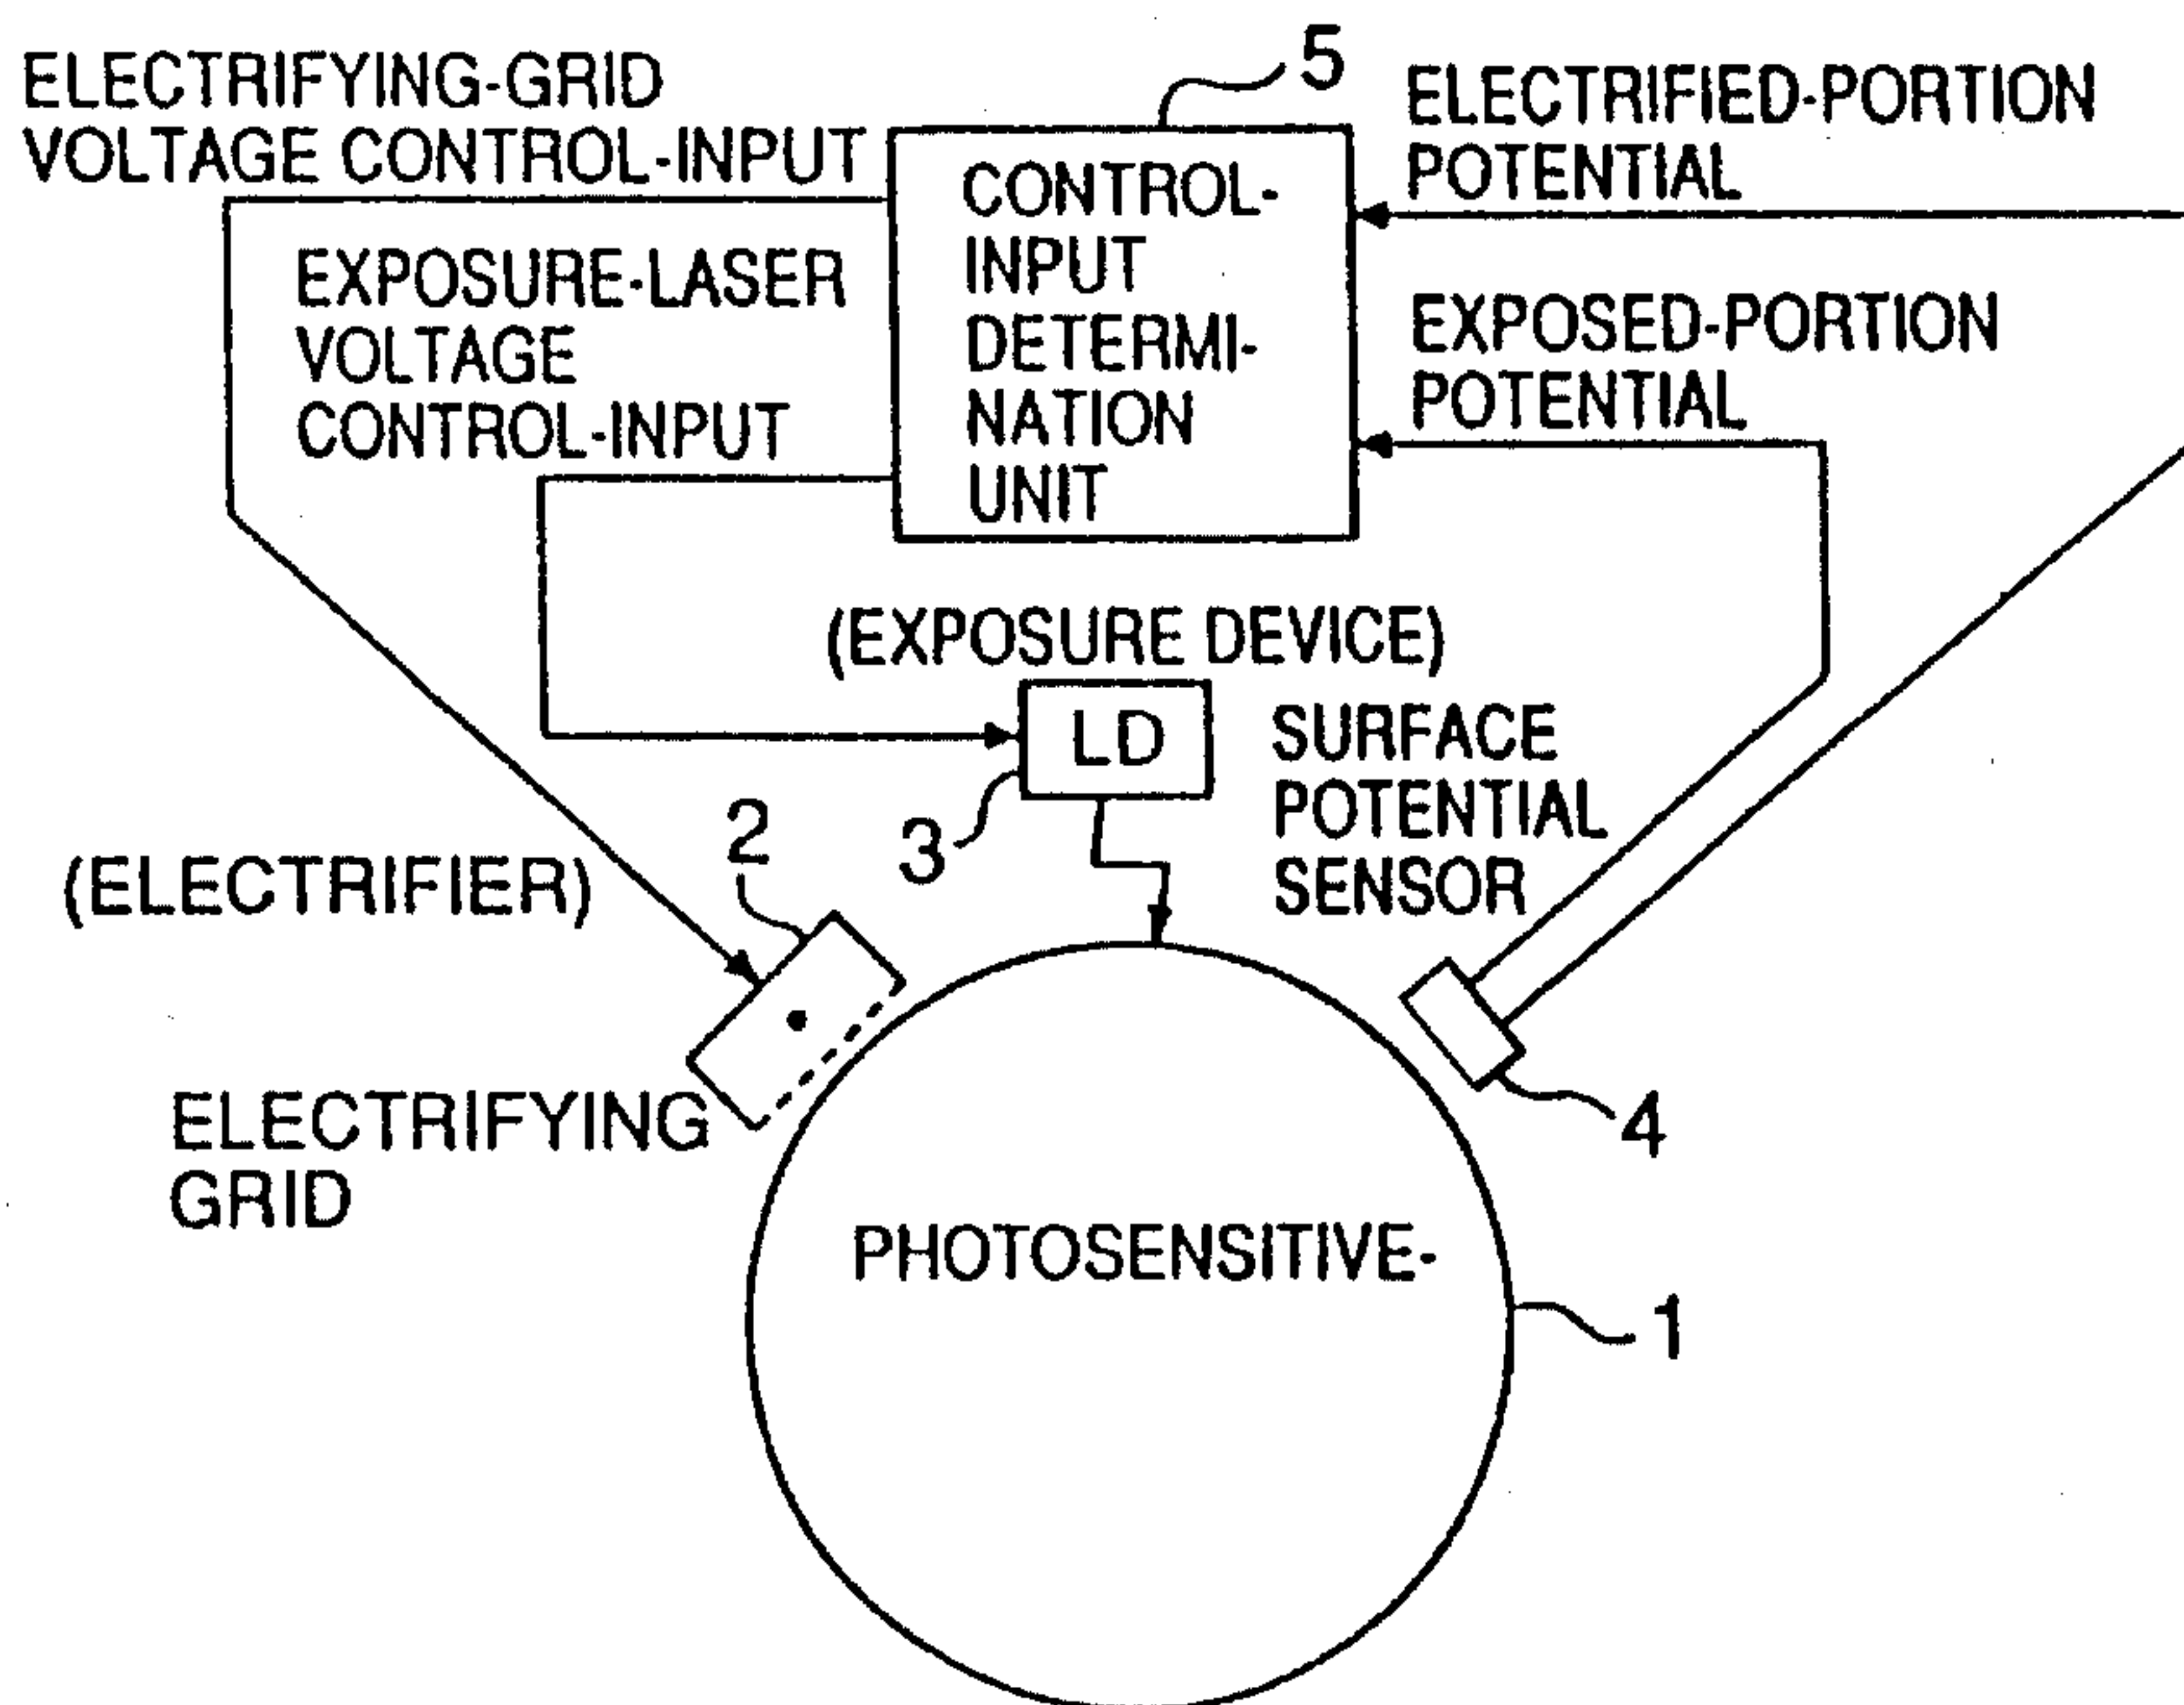 5
ELECTRIFYING-GRID
VOLTAGE CONTROL-INPUT
ELECTRIFIED-PORTION
POTENTIAL
CONTROL-
INPUT
DETERMI-
NATION
UNIT
EXPOSURE-LASER
VOLTAGE
CONTROL-INPUT
EXPOSED-PORTION
POTENTIAL
(EXPOSURE DEVICE)
LD
3
SURFACE
POTENTIAL
SENSOR
2
(ELECTRIFIER)
ELECTRIFYING
GRID
4
PHOTOSENSITIVE-
1